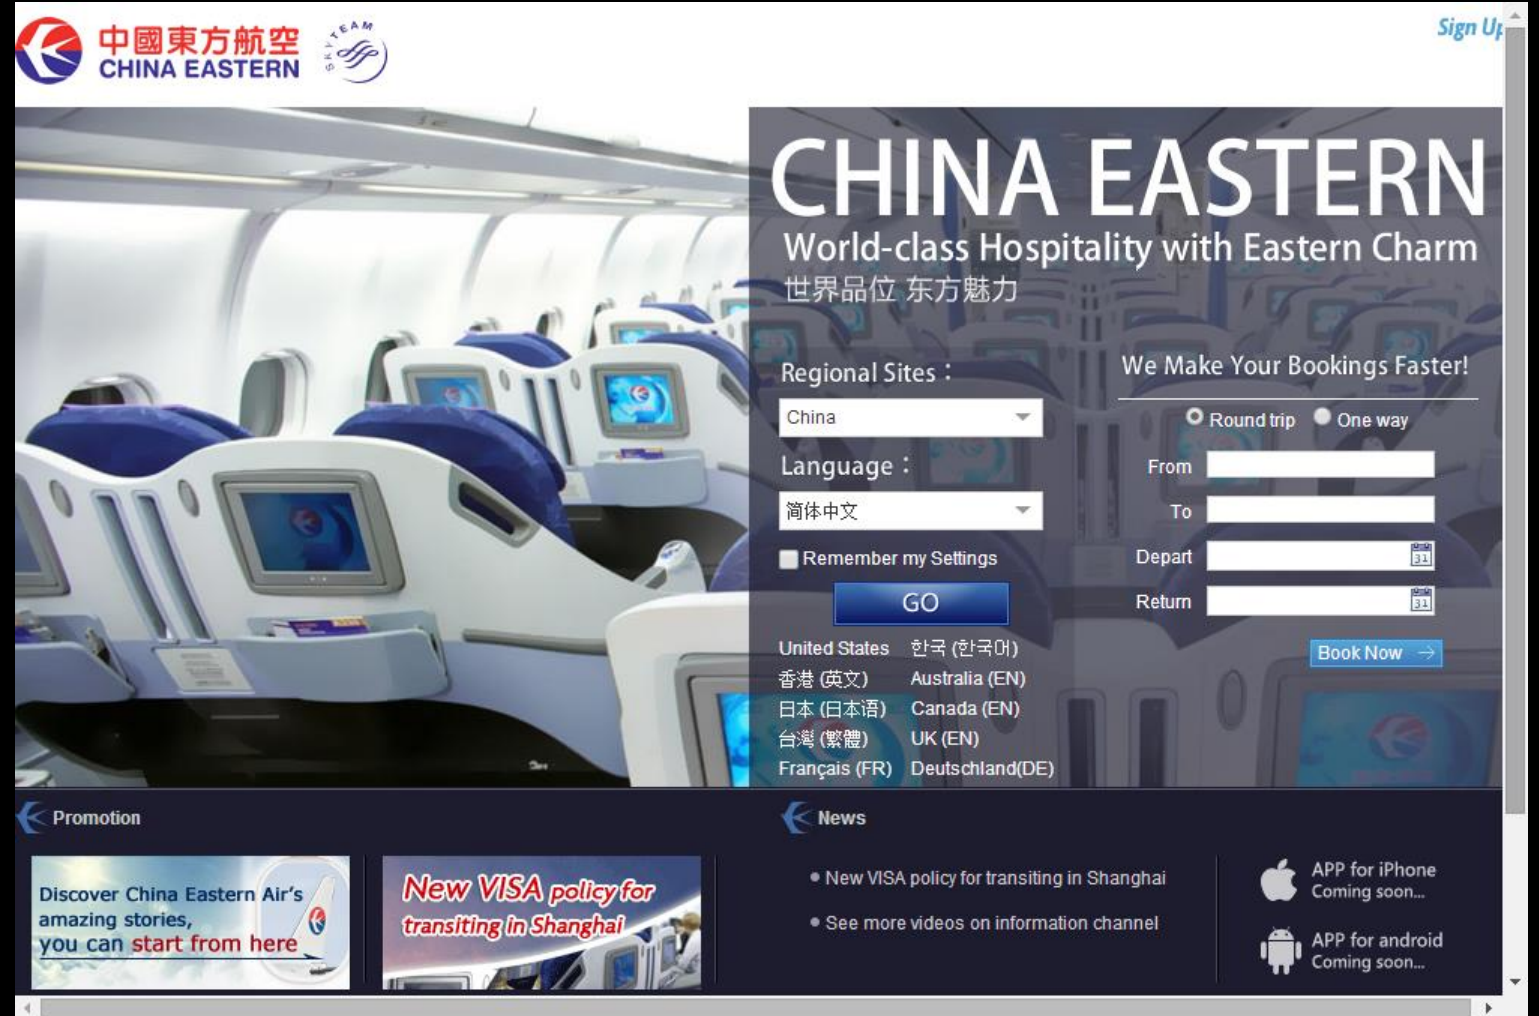 中國東方航空
CHINA EASTERN
SKYTEAM
CHINA EASTERN
World-class Hospitality with Eastern Charm
世界品位 东方魅力
Regional Sites：
China
Language：
简体中文
Remember my Settings
GO
United States 한국 (한국어)
香港 (英文) Australia (EN)
日本 (日本语) Canada (EN)
台灣 (繁體) UK (EN)
Français (FR) Deutschland(DE)
We Make Your Bookings Faster!
Round trip One way
From
To
Depart
31
Return
31
Book Now
Promotion
Discover China Eastern Air's
amazing stories,
you can start from here
New VISA policy for
transiting in Shanghai
News
New VISA policy for transiting in Shanghai
See more videos on information channel
APP for iPhone
Coming soon...
APP for android
Coming soon...